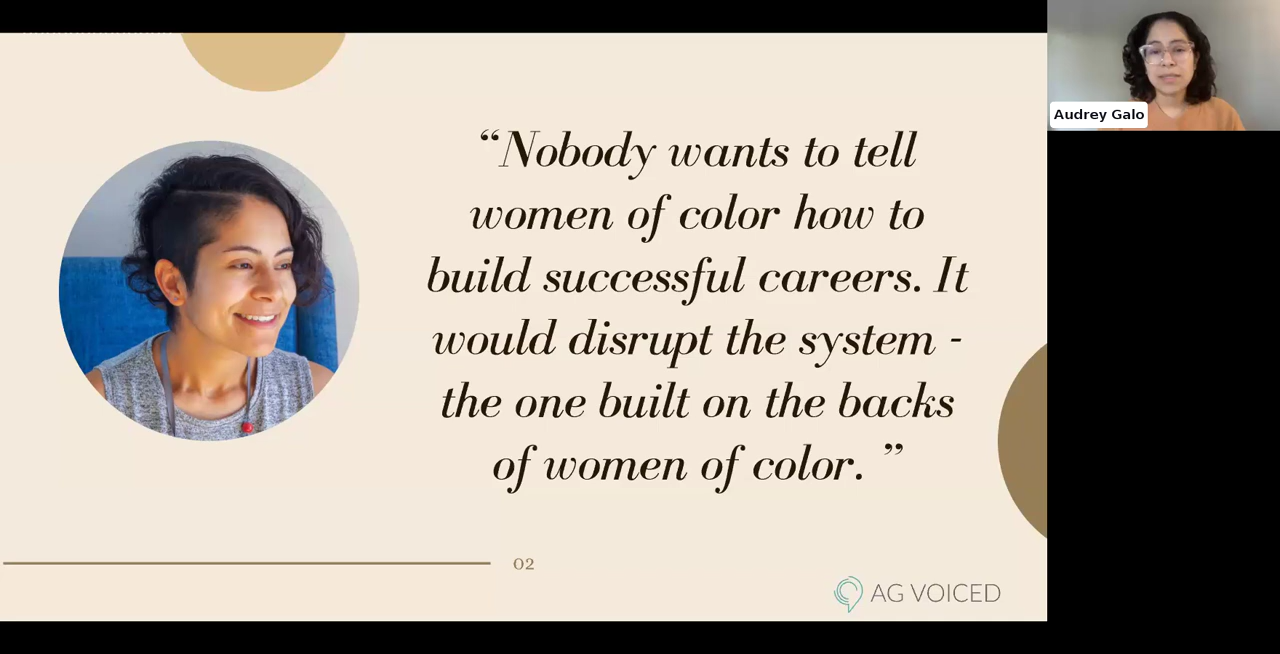 “Nobody wants to tell
women of color how to
build successful careers. It
would disrupt the system -
the one built on the backs
of women of color. ”
02
AG VOICED
Audrey Galo